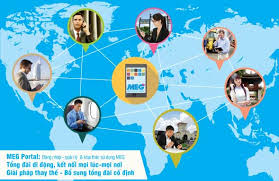 MEG
MEG Portal: Đăng nhập - quản lý & khai thác sử dụng MEG
Tổng đài di động, kết nối mọi lúc-mọi nơi
Giải pháp thay thế - Bổ sung tổng đài cố định